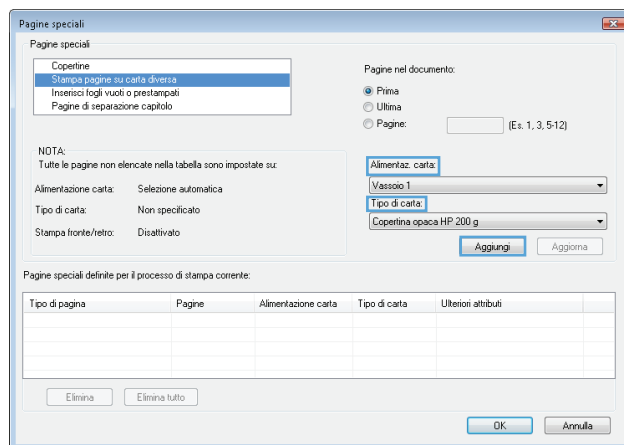 Pagine speciali
Pagine speciali
Copertine
Stampa pagine su carta diversa
Inserisci fogli vuoti o prestampati
Pagine di separazione capitolo
Pagine nel documento:
Prima
Ultima
Pagine: (Es. 1, 3, 5-12)
NOTA:
Tutte le pagine non elencate nella tabella sono impostate su:
Alimentazione carta: Selezione automatica
Tipo di carta: Non specificato
Stampa fronte/retro: Disattivato
Alimentaz. carta:
Vassoio 1
Tipo di carta:
Copertina opaca HP 200 g
Aggiungi Aggiorna
Pagine speciali definite per il processo di stampa corrente:
Tipo di pagina Pagine Alimentazione carta Tipo di carta Ulteriori attributi
Elimina Elimina tutto
OK Annulla